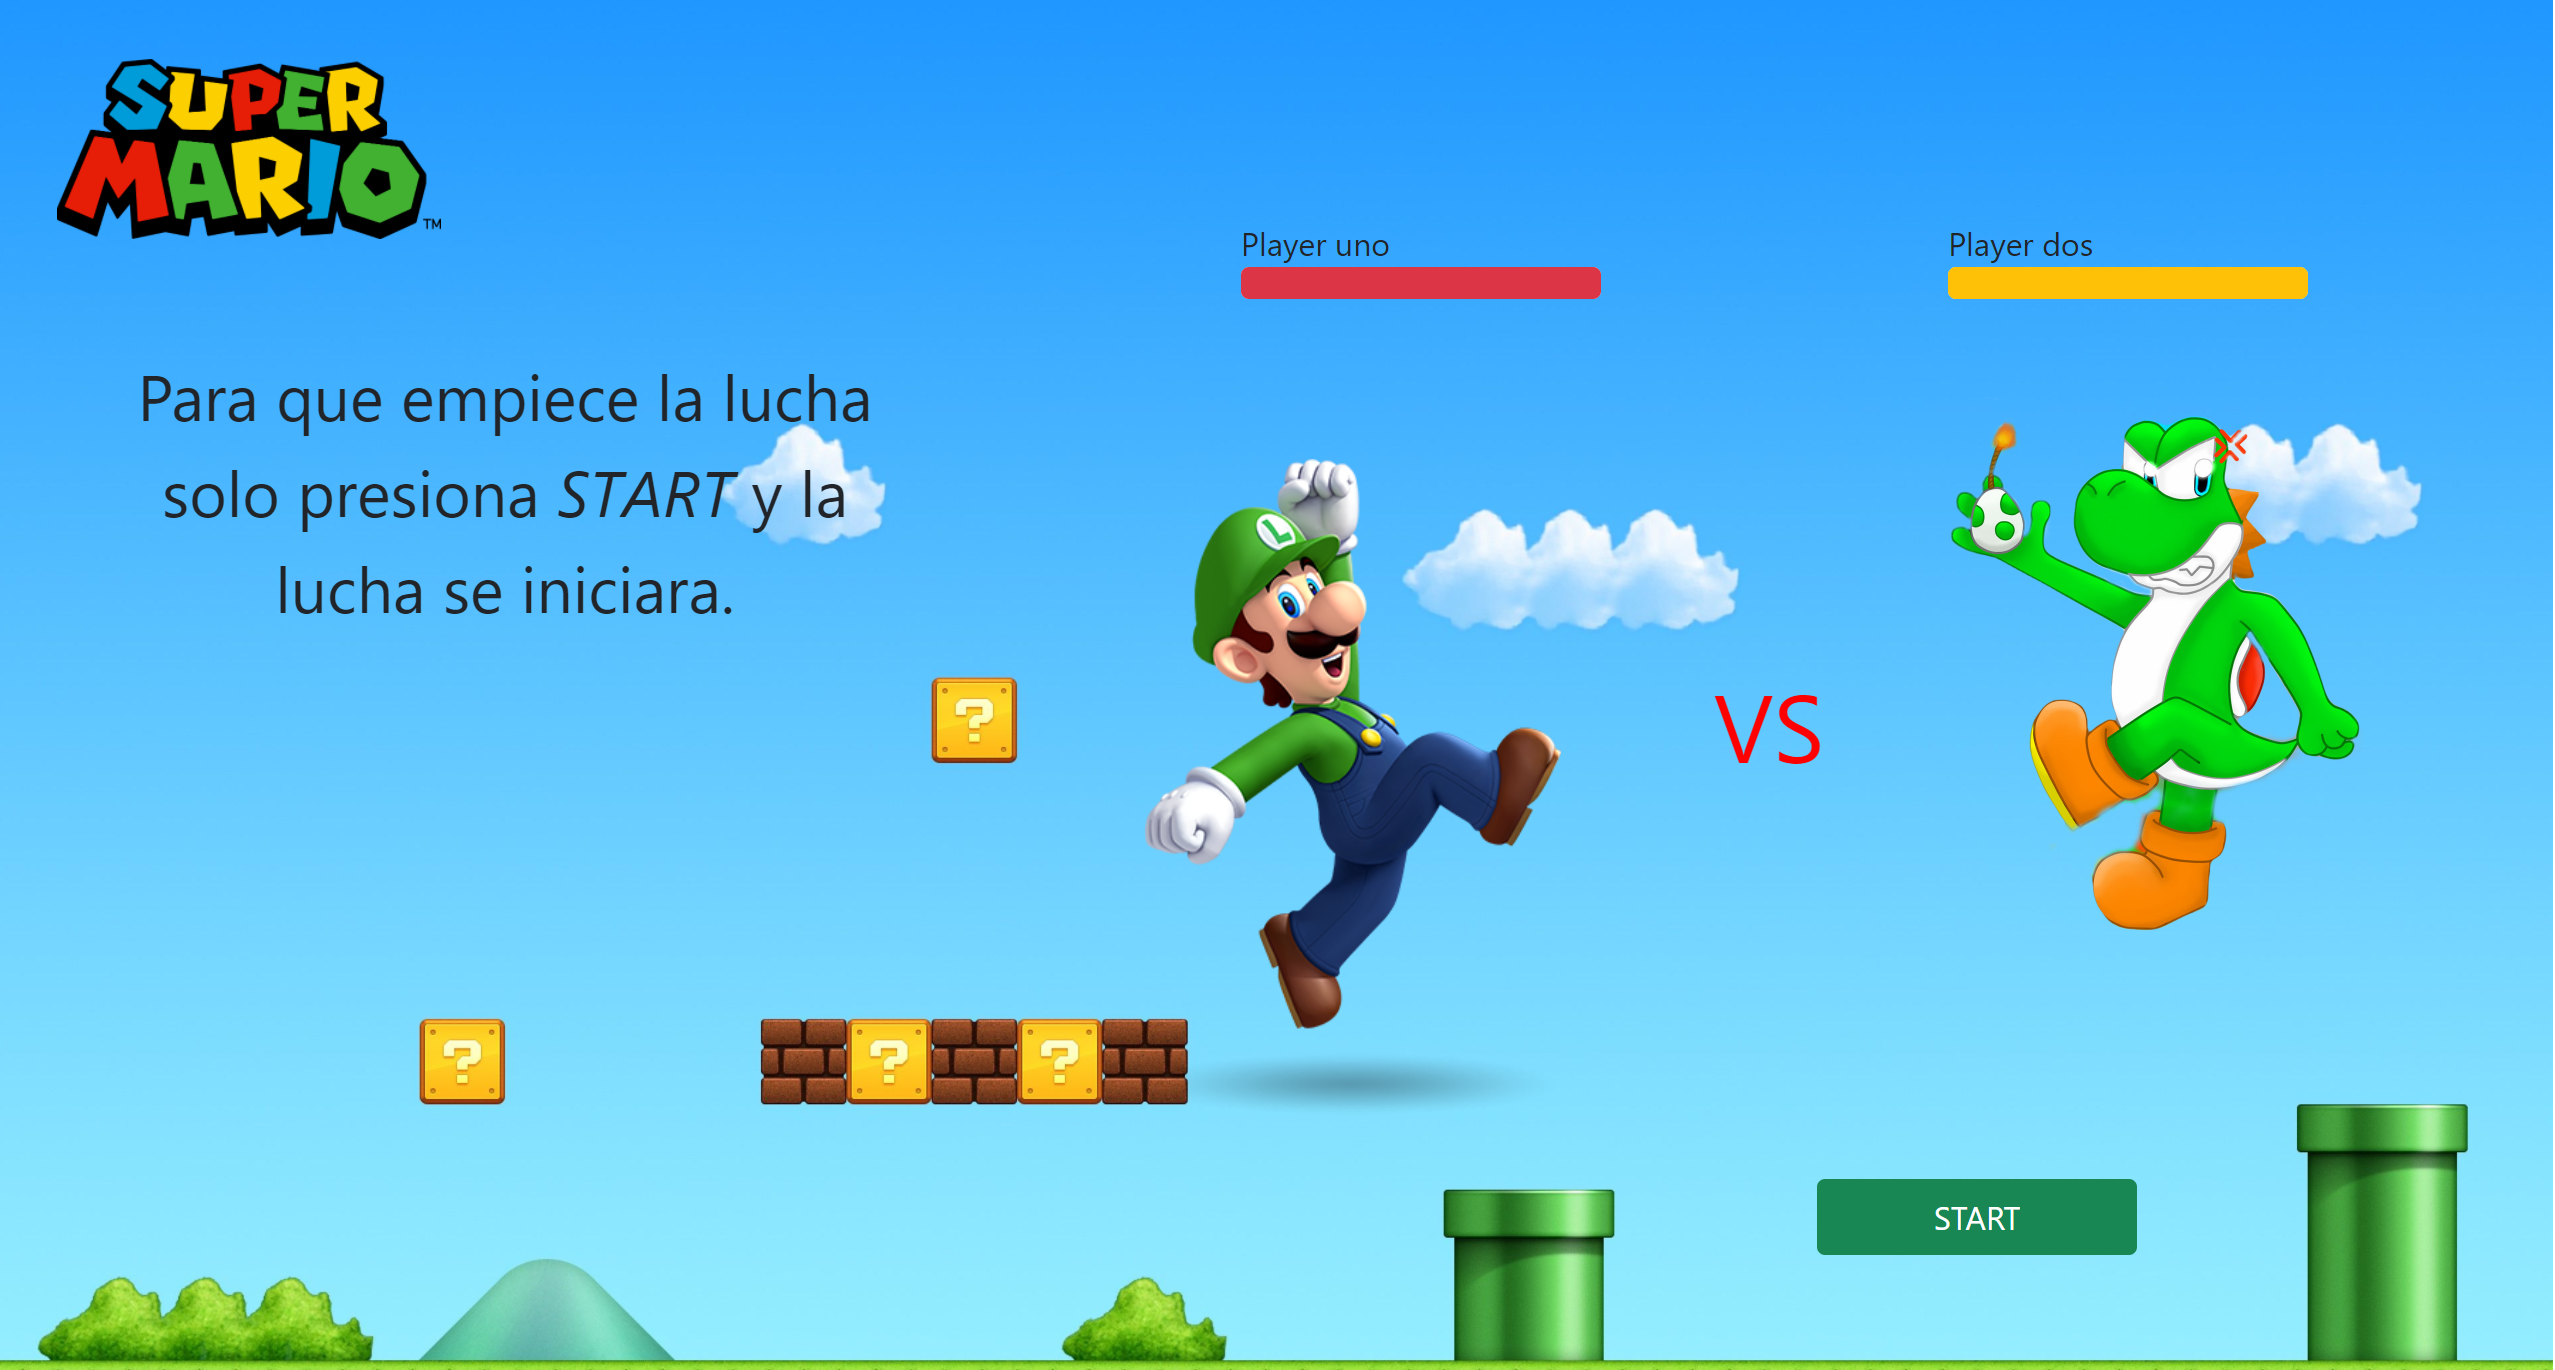 SUPER
MARIO™
Player uno
Player dos
Para que empiece la lucha
solo presiona START y la
lucha se iniciara.
L
?
VS
?
?
?
START